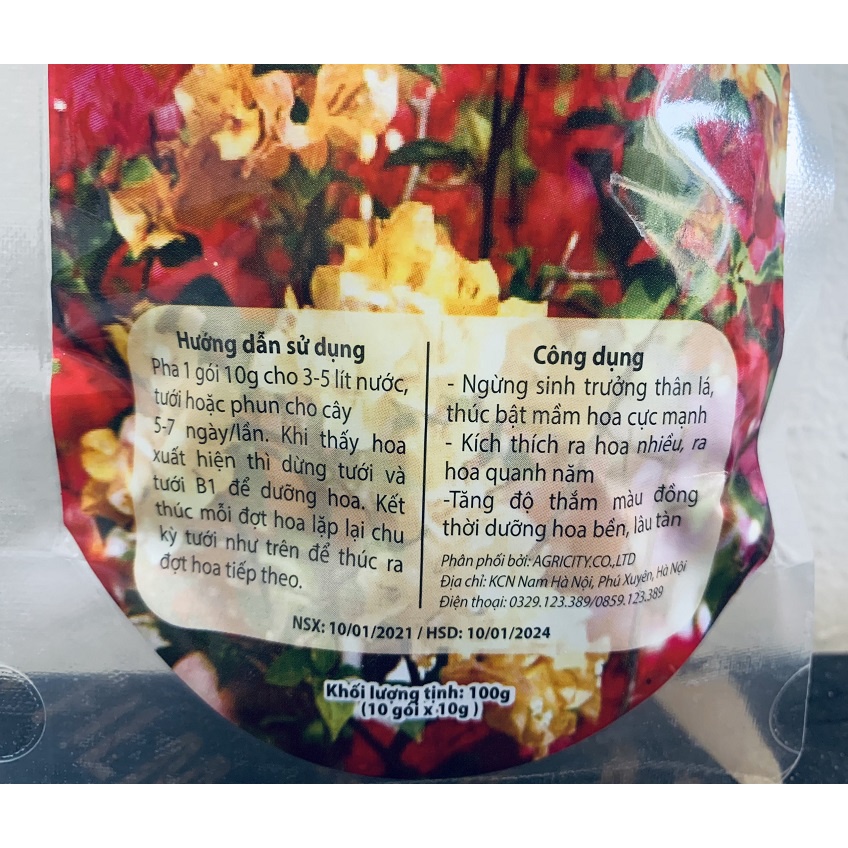 Hướng dẫn sử dụng
Pha 1 gói 10g cho 3-5 lít nước,
tưới hoặc phun cho cây
5-7 ngày/lần. Khi thấy hoa
xuất hiện thì dừng tưới và
tưới B1 để dưỡng hoa. Kết
thúc mỗi đợt hoa lặp lại chu
kỳ tưới như trên để thúc ra
đợt hoa tiếp theo.
Công dụng
- Ngừng sinh trưởng thân lá,
thúc bật mầm hoa cực mạnh
- Kích thích ra hoa nhiều, ra
hoa quanh năm
-Tăng độ thắm màu đồng
thời dưỡng hoa bền, lâu tàn
Phân phối bởi: AGRICITY.CO.,LTD
Địa chỉ: KCN Nam Hà Nội, Phú Xuyên, Hà Nội
Điện thoại: 0329.123.389/0859.123.389
NSX: 10/01/2021 / HSD: 10/01/2024
Khối lượng tịnh: 100g
(10 gói x 10g )